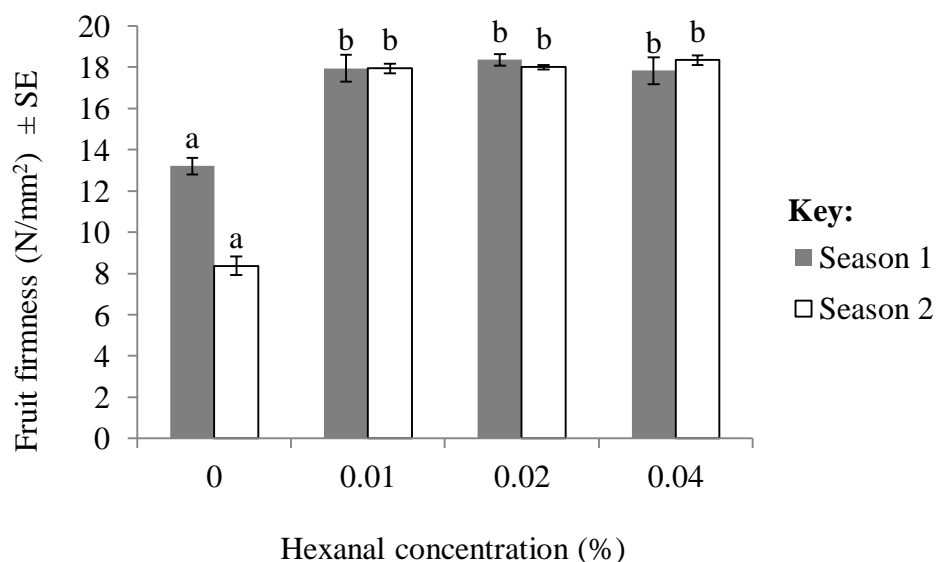 Fruit firmness (N/mm²) ± SE
20
18
16
14
12
10
8
6
4
2
0
a
a
b
b
b
b
b
b
0
0.01
0.02
0.04
Hexanal concentration (%)
Key:
Season 1
Season 2